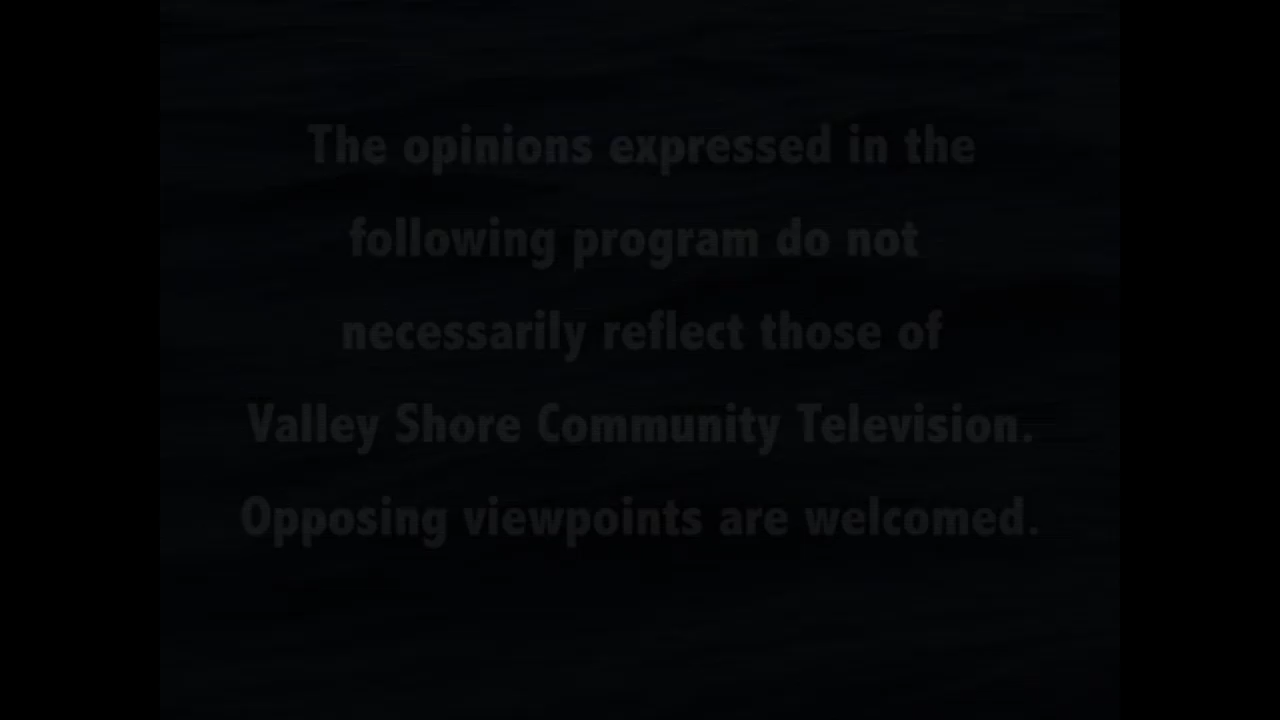 The opinions expressed in the
following program do not
necessarily reflect those of
Valley Shore Community Television.
Opposing viewpoints are welcomed.